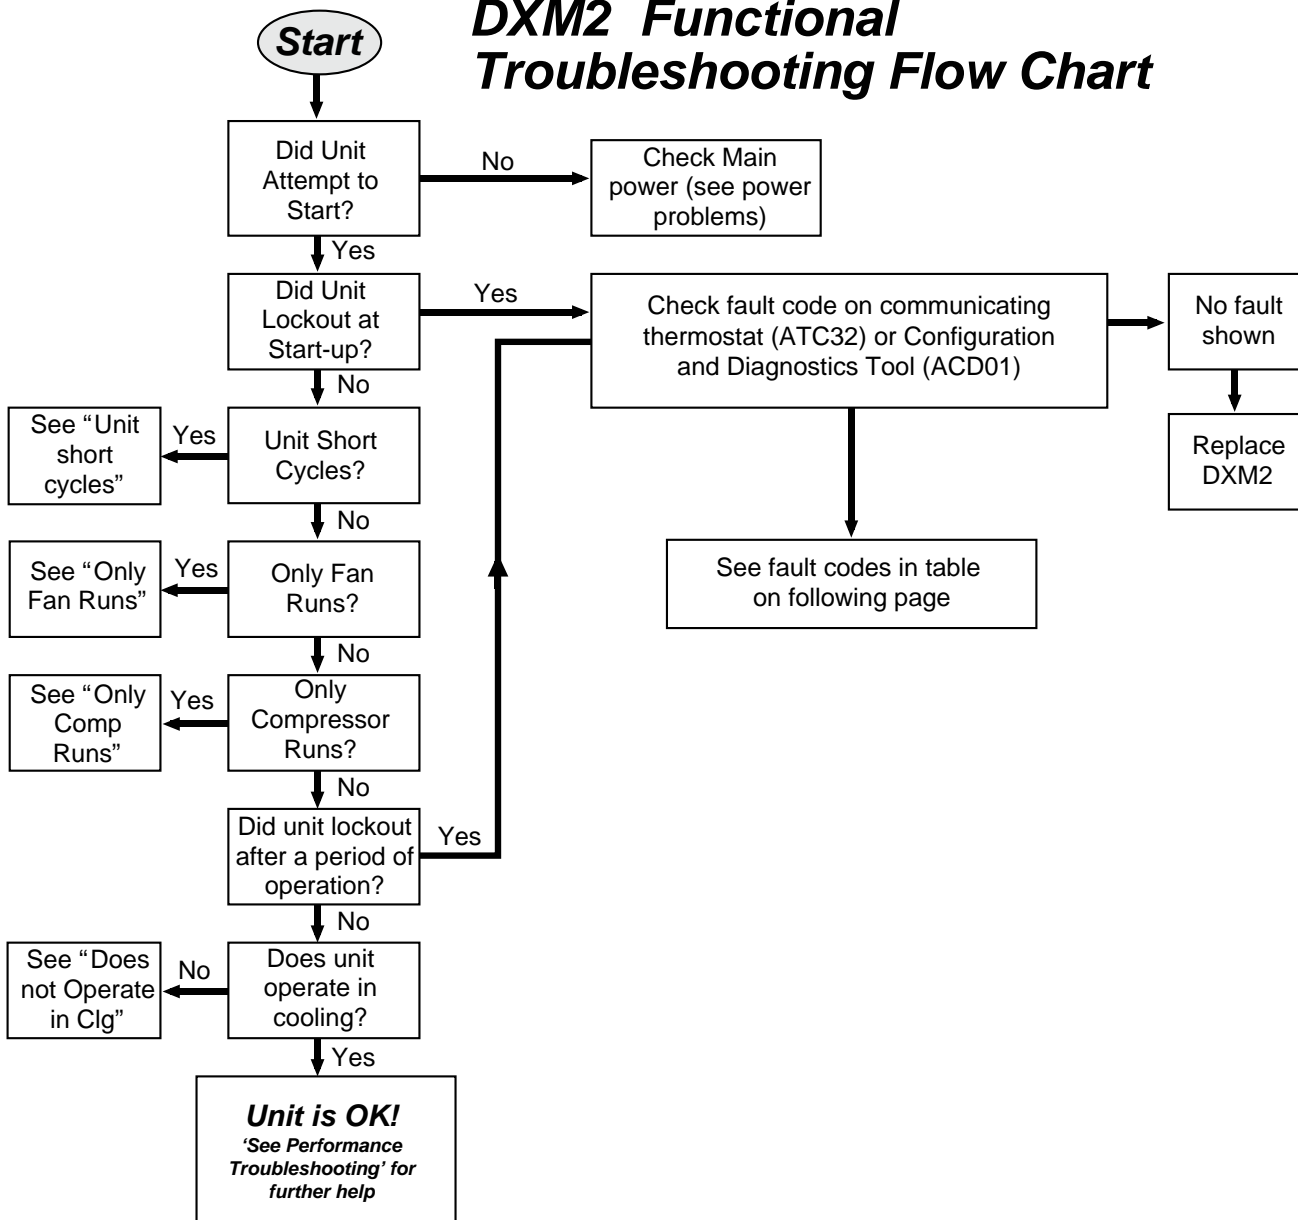 DXM2 Functional
Troubleshooting Flow Chart
Start
Did Unit
Attempt to
Start?
No
Check Main
power (see power
problems)
Yes
Did Unit
Lockout at
Start-up?
Yes
Check fault code on communicating
thermostat (ATC32) or Configuration
and Diagnostics Tool (ACD01)
No fault
shown
Replace
DXM2
See fault codes in table
on following page
No
Unit Short
Cycles?
Yes
See “Unit
short
cycles”
No
Only Fan
Runs?
Yes
See “Only
Fan Runs”
No
Only
Compressor
Runs?
Yes
See “Only
Comp
Runs”
No
Did unit lockout
after a period of
operation?
Yes
No
Does unit
operate in
cooling?
No
See “Does
not Operate
in Clg”
Yes
Unit is OK!
‘See Performance
Troubleshooting’ for
further help